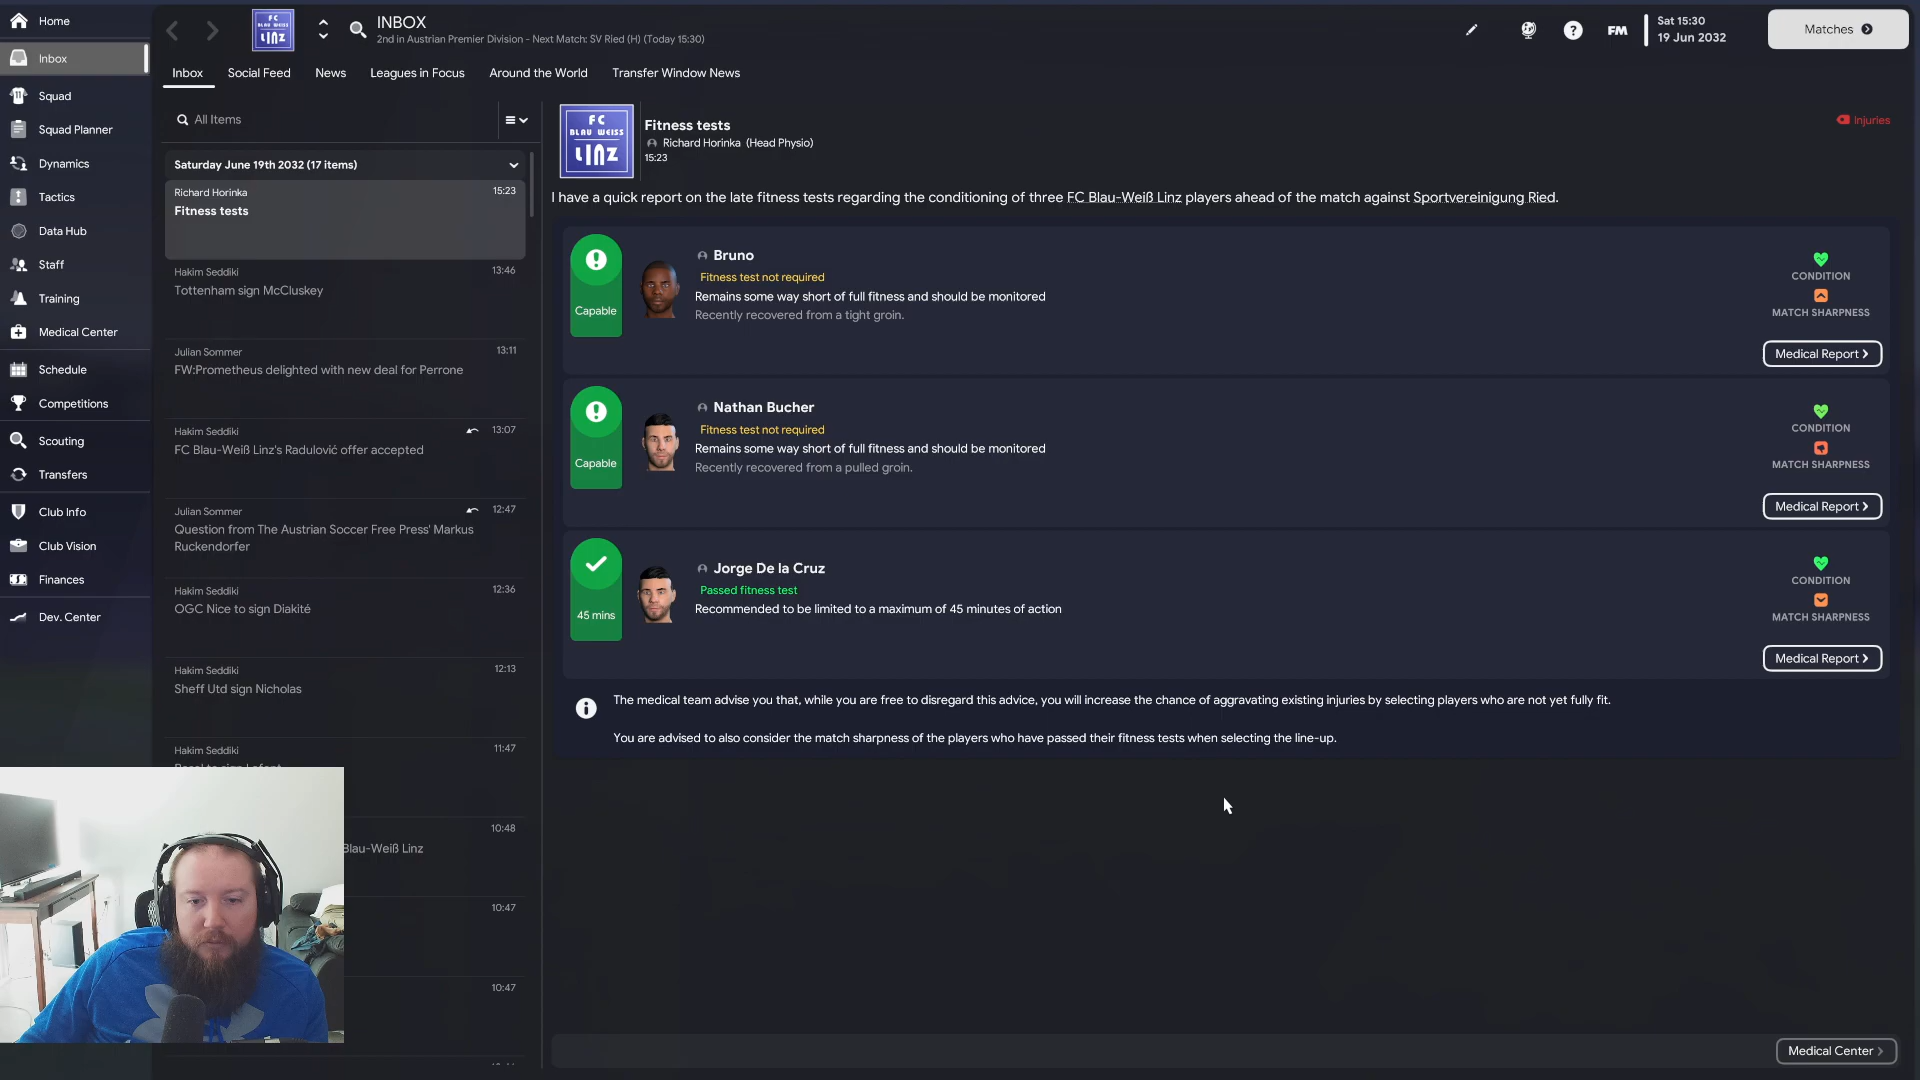 Home
Inbox
Squad
Squad Planner
Dynamics
Tactics
Data Hub
Staff
Training
Medical Center
Schedule
Competitions
Scouting
Transfers
Club Info
Club Vision
Finances
Dev. Center
FC
BLAU WEISS
LINZ
INBOX
2nd in Austrian Premier Division - Next Match: SV Ried (H) (Today 15:30)
FM
Sat 15:30
19 Jun 2032
Matches
Inbox
Social Feed
News
Leagues in Focus
Around the World
Transfer Window News
All Items
Saturday June 19th 2032 (17 items)
Richard Horinka 15:23
Fitness tests
Hakim Seddiki 13:46
Tottenham sign McCluskey
Julian Sommer 13:11
FW:Prometheus delighted with new deal for Perrone
Hakim Seddiki 13:07
FC Blau-Weiß Linz's Radulović offer accepted
Julian Sommer 12:47
Question from The Austrian Soccer Free Press' Markus
Ruckendorfer
Hakim Seddiki 12:36
OGC Nice to sign Diakité
Hakim Seddiki 12:13
Sheff Utd sign Nicholas
Hakim Seddiki 11:47
10:48
Blau-Weiß Linz
10:47
10:47
FC
BLAU WEISS
LINZ
Fitness tests
Richard Horinka (Head Physio)
15:23
Injuries
I have a quick report on the late fitness tests regarding the conditioning of three FC Blau-Weiß Linz players ahead of the match against Sportvereinigung Ried.
Capable
Bruno
Fitness test not required
Remains some way short of full fitness and should be monitored
Recently recovered from a tight groin.
CONDITION
MATCH SHARPNESS
Medical Report
Capable
Nathan Bucher
Fitness test not required
Remains some way short of full fitness and should be monitored
Recently recovered from a pulled groin.
CONDITION
MATCH SHARPNESS
Medical Report
45 mins
Jorge De la Cruz
Passed fitness test
Recommended to be limited to a maximum of 45 minutes of action
CONDITION
MATCH SHARPNESS
Medical Report
The medical team advise you that, while you are free to disregard this advice, you will increase the chance of aggravating existing injuries by selecting players who are not yet fully fit.
You are advised to also consider the match sharpness of the players who have passed their fitness tests when selecting the line-up.
Medical Center